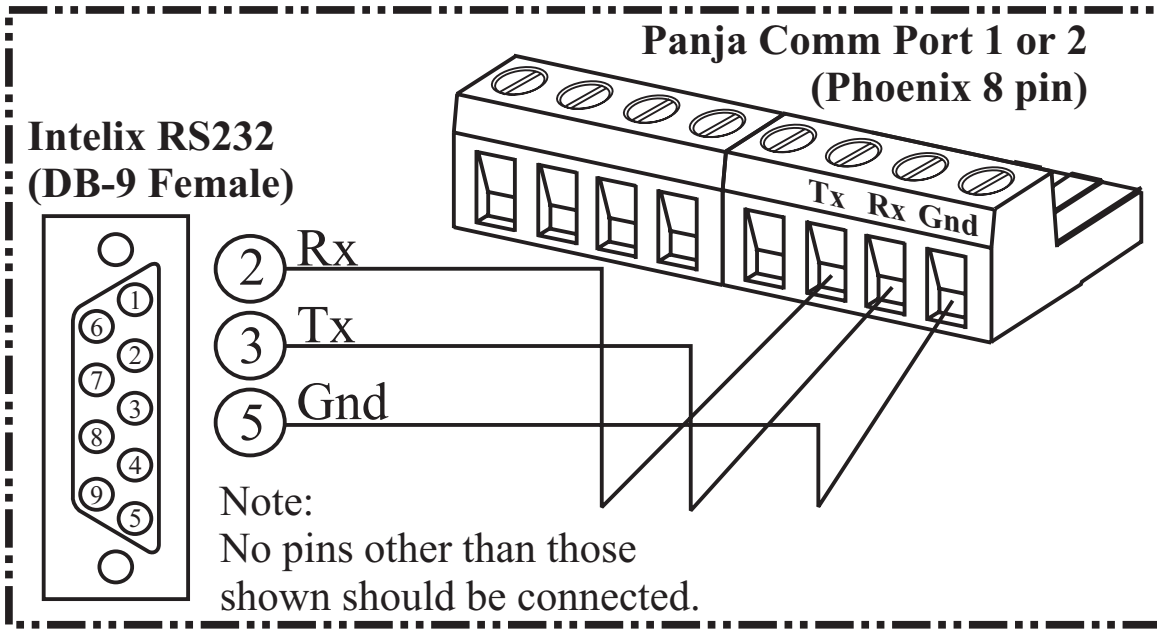 Panja Comm Port 1 or 2
(Phoenix 8 pin)
Intelix RS232
(DB-9 Female)
Tx Rx Gnd
1
6
2
7
3
8
4
9
5
2 Rx
3 Tx
5 Gnd
Note:
No pins other than those
shown should be connected.